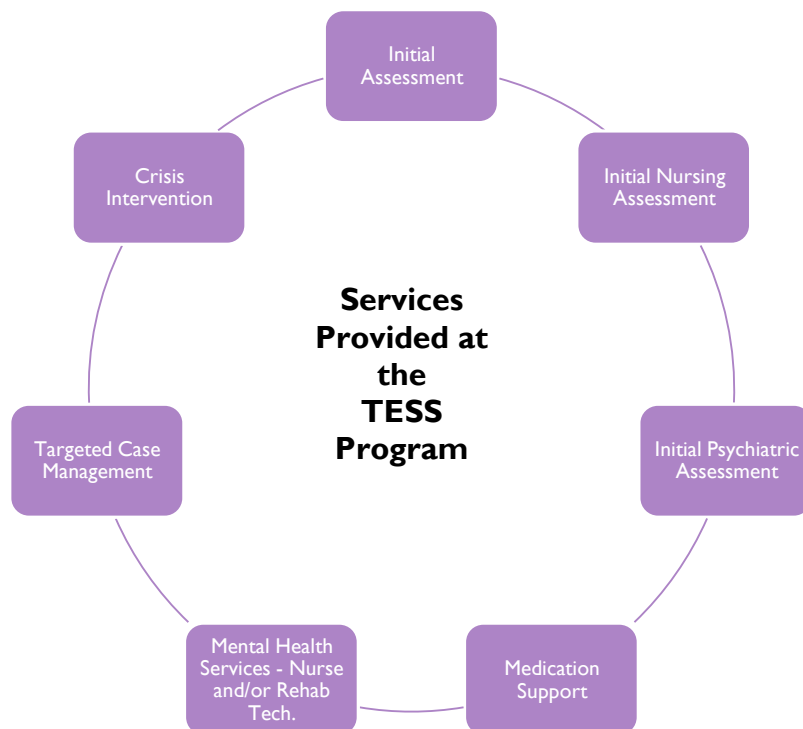 Initial
Assessment
Crisis
Intervention
Initial Nursing
Assessment
Services
Provided at
the
TESS
Program
Targeted Case
Management
Initial Psychiatric
Assessment
Mental Health
Services - Nurse
and/or Rehab
Tech.
Medication
Support